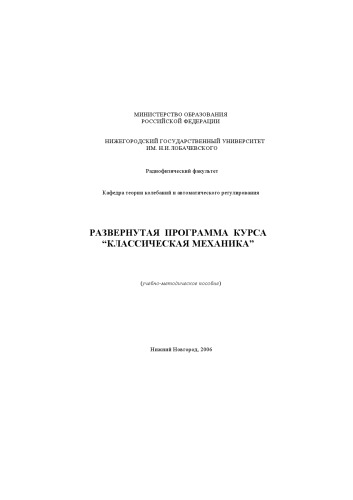 МИНИСТЕРСТВО ОБРАЗОВАНИЯ
РОССИЙСКОЙ ФЕДЕРАЦИИ
НИЖЕГОРОДСКИЙ ГОСУДАРСТВЕННЫЙ УНИВЕРСИТЕТ
ИМ. Н.И. ЛОБАЧЕВСКОГО
Радиофизический факультет
Кафедра теории колебаний и автоматического регулирования
РАЗВЕРНУТАЯ ПРОГРАММА КУРСА
“КЛАССИЧЕСКАЯ МЕХАНИКА”
(учебно-методическое пособие)
Нижний Новгород, 2006